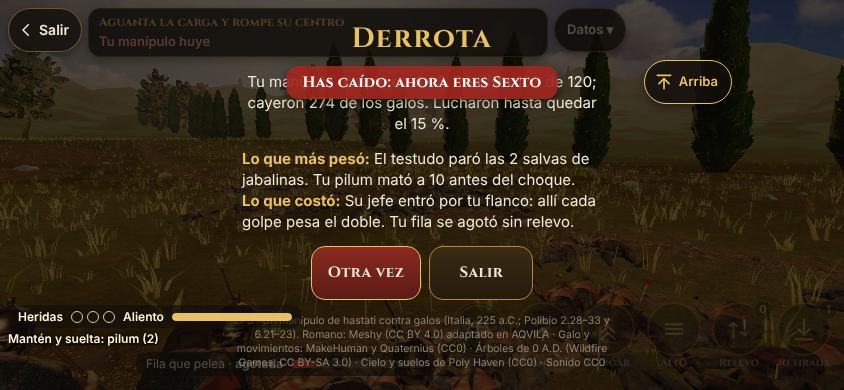 Salir
Aguanta la carga y rompe su centro
Tu manípulo huye
Derrota
Datos ▾
Has caído: ahora eres Sexto
Arriba
Tu de 120;
cayeron 274 de los galos. Lucharon hasta quedar
el 15 %.
Lo que más pesó: El testudo paró las 2 salvas de
jabalinas. Tu pilum mató a 10 antes del choque.
Lo que costó: Su jefe entró por tu flanco: allí cada
golpe pesa el doble. Tu fila se agotó sin relevo.
Otra vez
Salir
Heridas
Aliento
Mantén y suelta: pilum (2)
manípulo de hastati contra galos (Italia, 225 a.C.; Polibio 2.28–33 y
6.21–23). Romano: Meshy (CC BY 4.0) adaptado en AQVILA · Galo y
movimientos: MakeHuman y Quaternius (CC0) · Árboles de 0 A.D. (Wildfire
Games, CC BY-SA 3.0) · Cielo y suelos de Poly Haven (CC0) · Sonido CC0
Fila que pelea · agotada
Alto
Relevo
Retirada